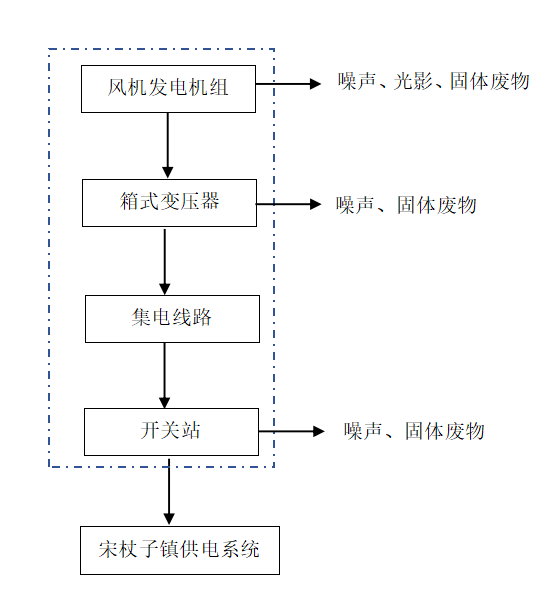 风机发电机组
噪声、光影、固体废物
箱式变压器
噪声、固体废物
集电线路
开关站
噪声、固体废物
宋杖子镇供电系统